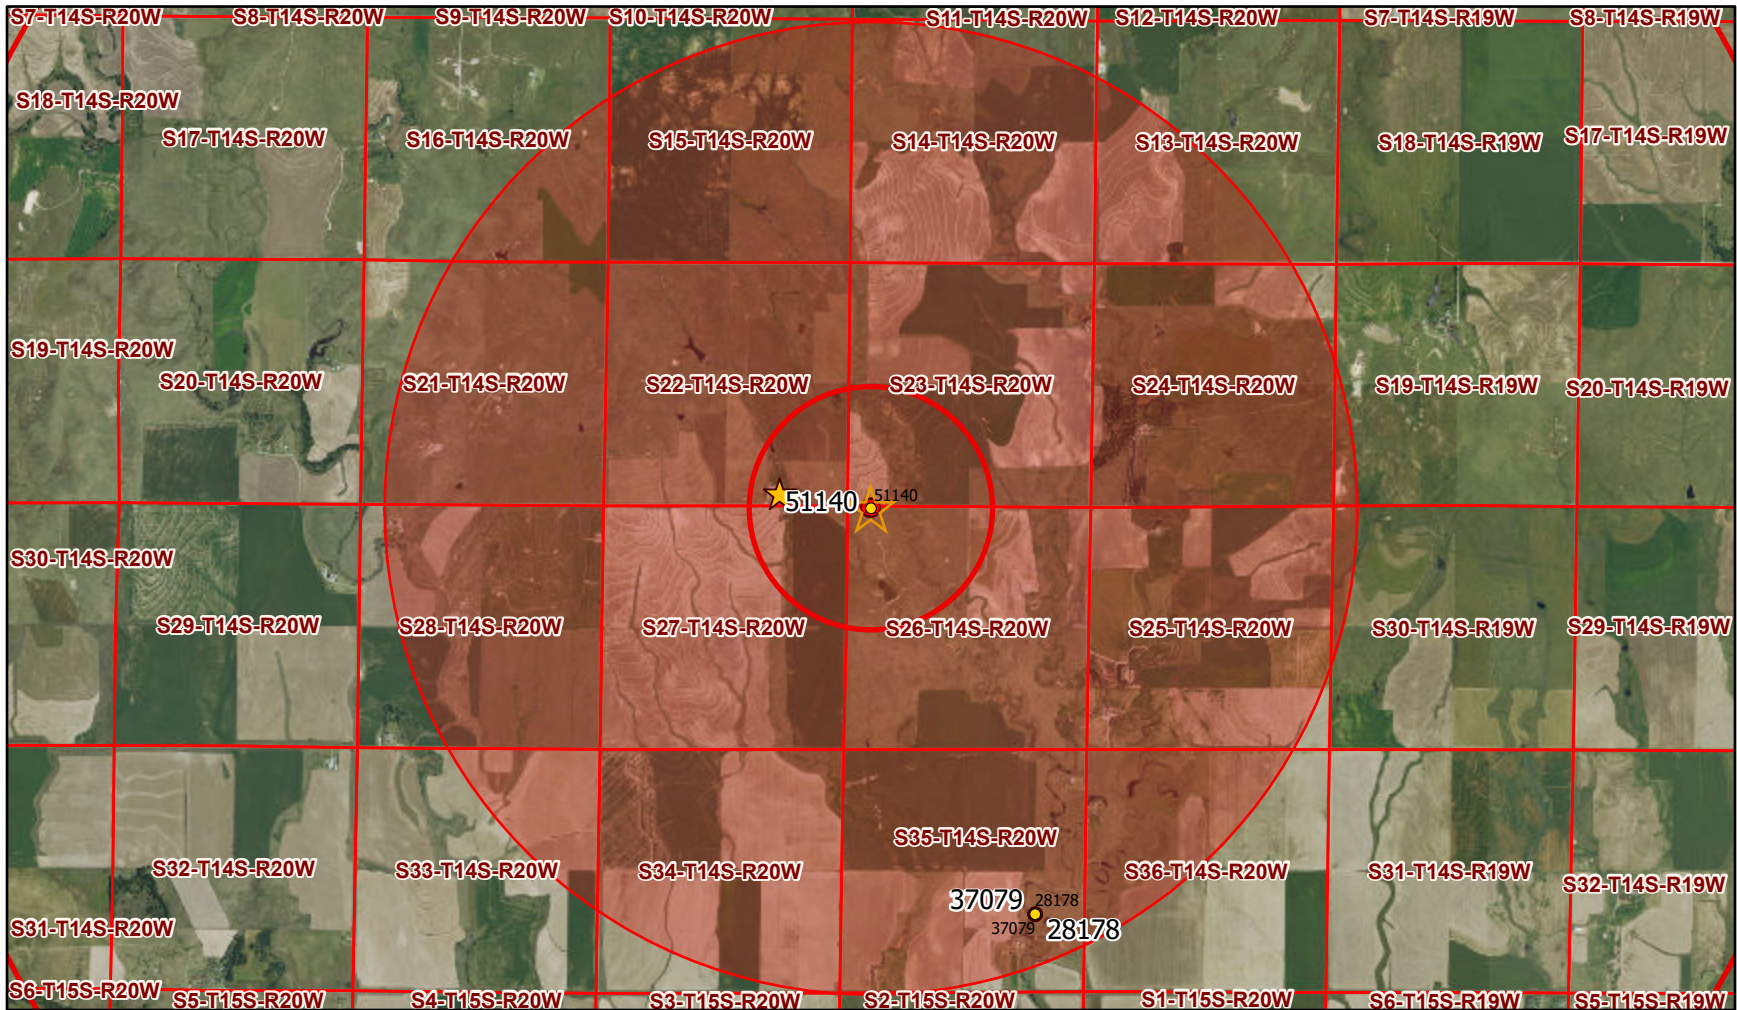 S7-T14S-R20W S8-T14S-R20W S9-T14S-R20W S10-T14S-R20W S11-T14S-R20W S12-T14S-R20W S7-T14S-R19W S8-T14S-R19W
S18-T14S-R20W
S17-T14S-R20W S16-T14S-R20W S15-T14S-R20W S14-T14S-R20W S13-T14S-R20W S18-T14S-R19W S17-T14S-R19W
S19-T14S-R20W
S20-T14S-R20W S21-T14S-R20W S22-T14S-R20W S23-T14S-R20W S24-T14S-R20W S19-T14S-R19W S20-T14S-R19W
51140 51140
S30-T14S-R20W
S29-T14S-R20W S28-T14S-R20W S27-T14S-R20W S26-T14S-R20W S25-T14S-R20W S30-T14S-R19W S29-T14S-R19W
S35-T14S-R20W
S32-T14S-R20W S33-T14S-R20W S34-T14S-R20W S36-T14S-R20W S31-T14S-R19W S32-T14S-R19W
37079 28178
S31-T14S-R20W 37079 28178
S6-T15S-R20W S5-T15S-R20W S4-T15S-R20W S3-T15S-R20W S2-T15S-R20W S1-T15S-R20W S6-T15S-R19W S5-T15S-R19W